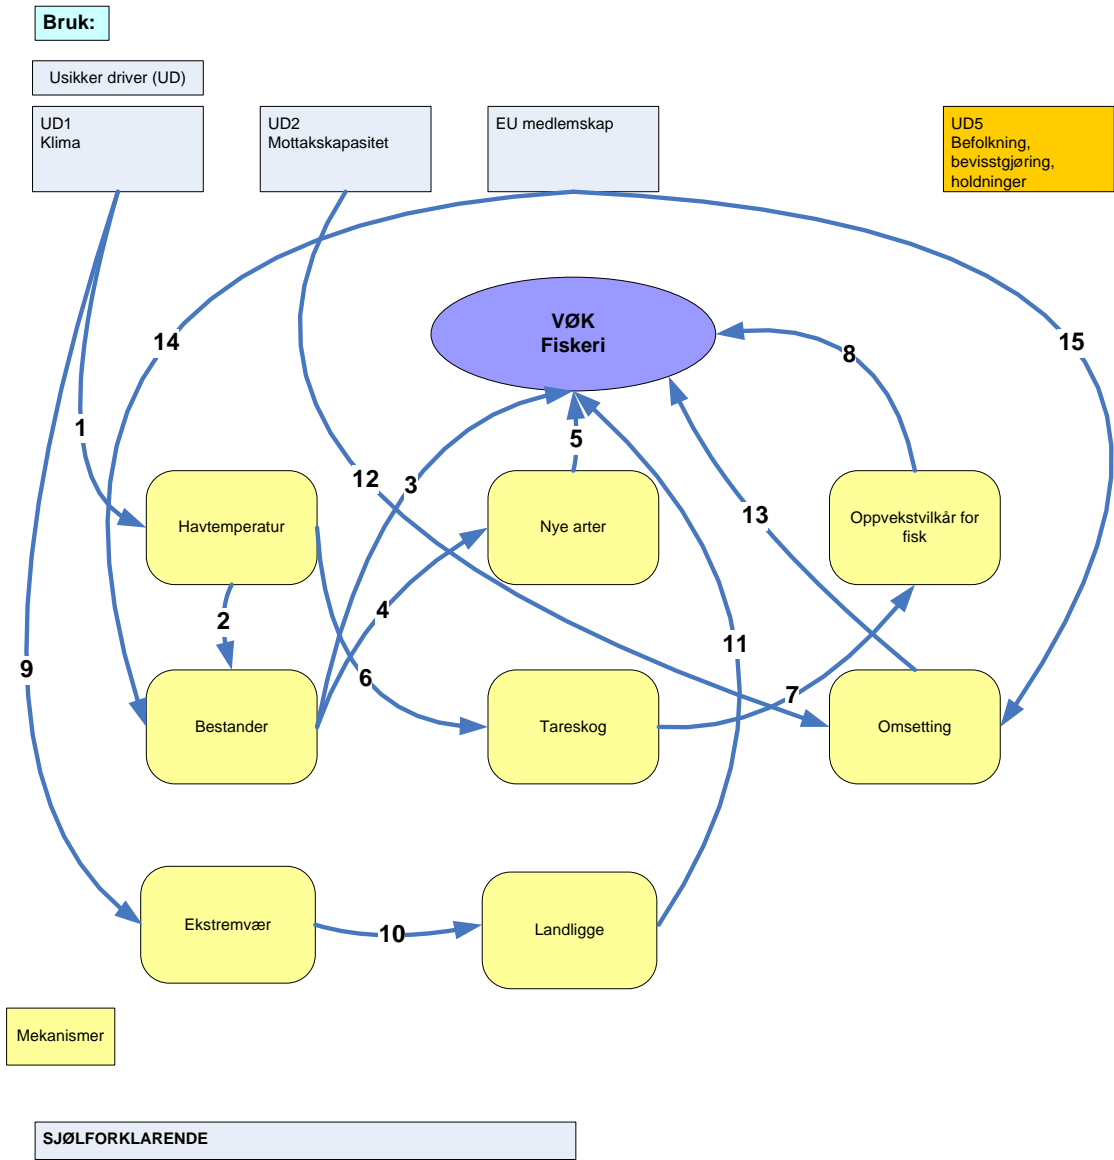 Bruk:
Usikker driver (UD)
UD1
Klima
UD2
Mottakskapasitet
EU medlemskap
UD5
Befolkning,
bevisstgjøring,
holdninger
VØK
Fiskeri
14
15
8
1
5
3
12
13
Havtemperatur
Nye arter
Oppvekstvilkår for
fisk
2
4
11
9
6
7
Bestander
Tareskog
Omsetting
Ekstremvær
10
Landligge
Mekanismer
SJØLFORKLARENDE